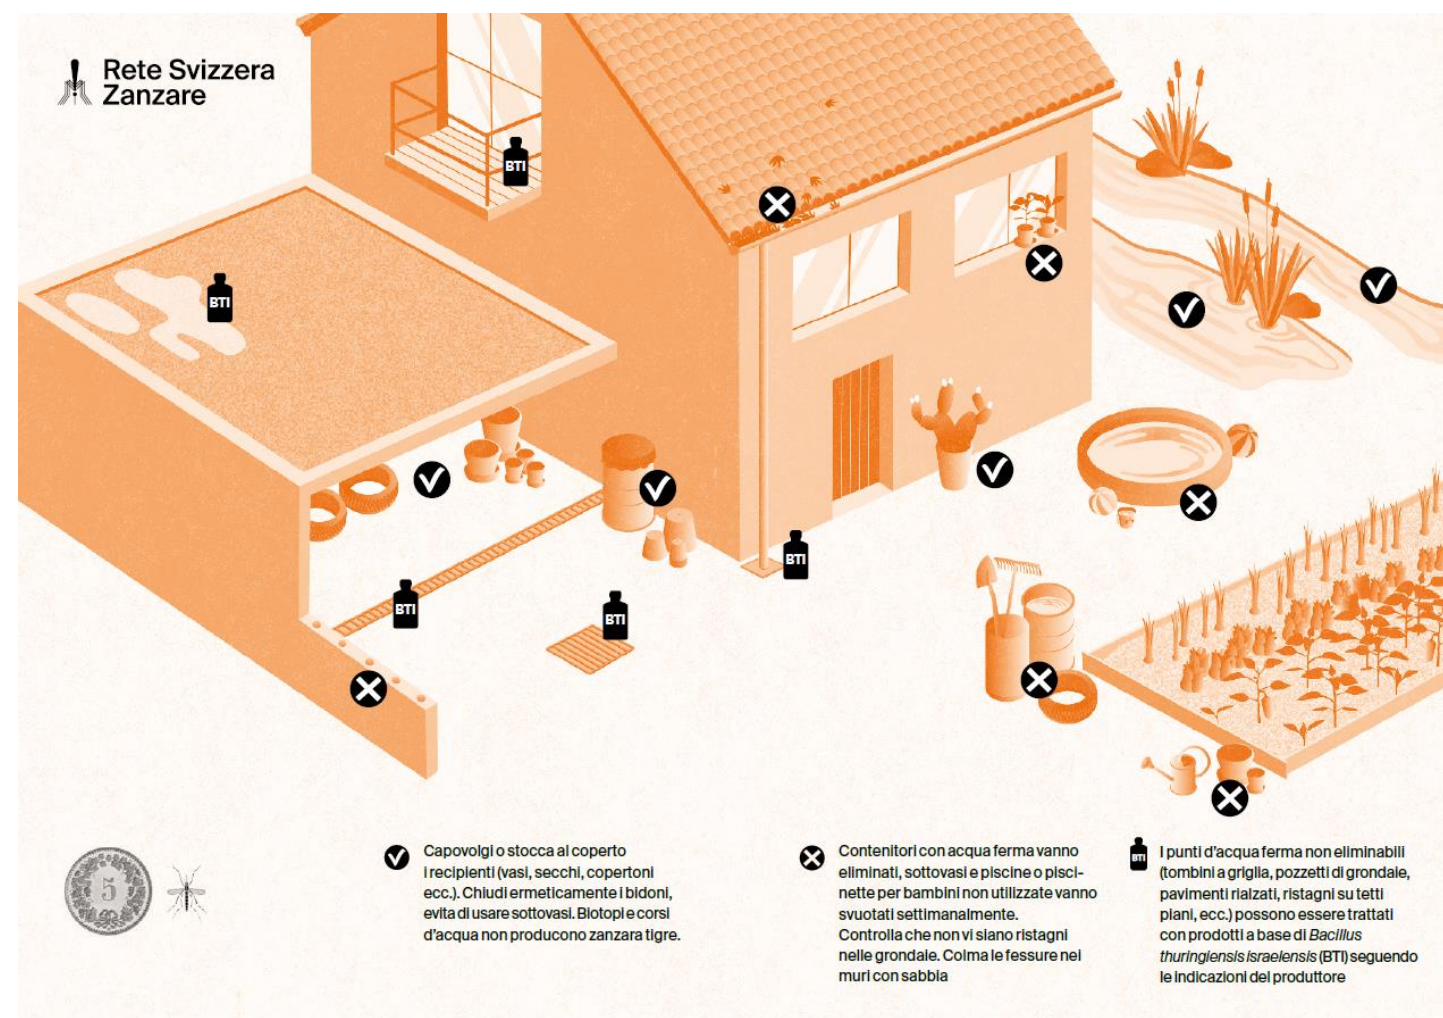 Rete Svizzera
Zanzare
BTI
BTI
BTI
BTI
BTI
5
Capovolgi o stocca al coperto
i recipienti (vasi, secchi, copertoni
ecc.). Chiudi ermeticamente i bidoni,
evita di usare sottovasi. Biotopi e corsi
d'acqua non producono zanzara tigre.
Contenitori con acqua ferma vanno
eliminati, sottovasi e piscine o pisci-
nette per bambini non utilizzate vanno
svuotati settimanalmente.
Controlla che non vi siano ristagni
nelle grondaie. Colma le fessure nei
muri con sabbia
BTI
I punti d'acqua ferma non eliminabili
(tombini a griglia, pozzetti di grondaie,
pavimenti rialzati, ristagni su tetti
piani, ecc.) possono essere trattati
con prodotti a base di Bacillus
thuringiensis israelensis (BTI) seguendo
le indicazioni del produttore